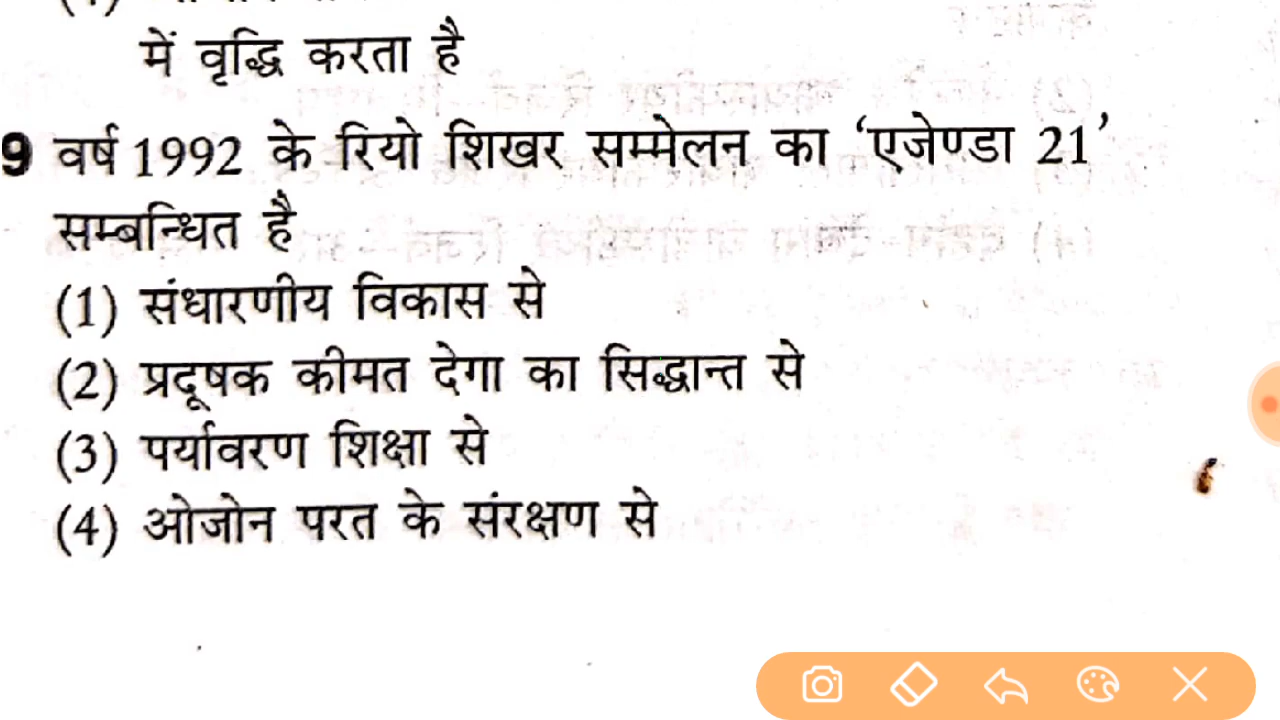 में वृद्धि करता है
9 वर्ष 1992 के रियो शिखर सम्मेलन का ‘एजेण्डा 21’
सम्बन्धित है
(1) संधारणीय विकास से
(2) प्रदूषक कीमत देगा का सिद्धान्त से
(3) पर्यावरण शिक्षा से
(4) ओजोन परत के संरक्षण से